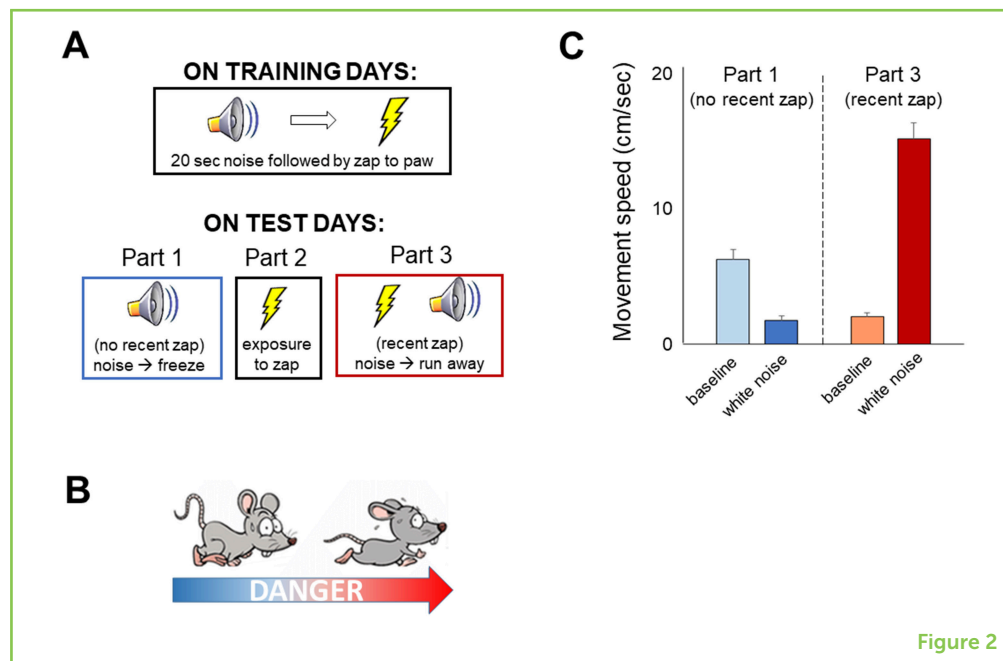 A
ON TRAINING DAYS:
20 sec noise followed by zap to paw
ON TEST DAYS:
Part 1
(no recent zap)
noise → freeze
Part 2
exposure
to zap
Part 3
(recent zap)
noise → run away
B
DANGER
C
Movement speed (cm/sec)
20
10
0
Part 1
(no recent zap)
Part 3
(recent zap)
baseline
white noise
baseline
white noise
Figure 2